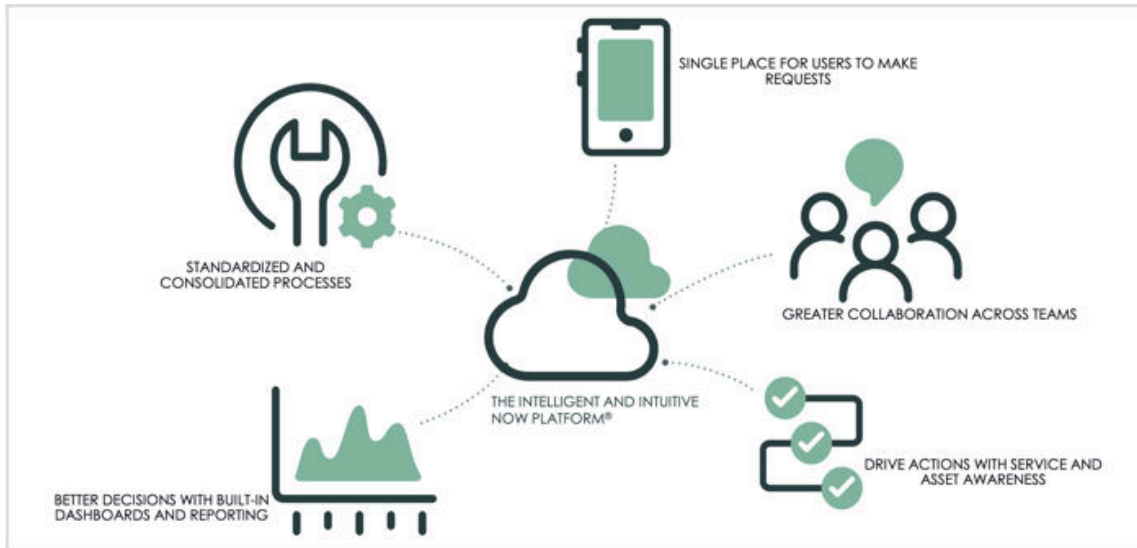 SINGLE PLACE FOR USERS TO MAKE
REQUESTS
STANDARDIZED AND
CONSOLIDATED PROCESSES
GREATER COLLABORATION ACROSS TEAMS
THE INTELLIGENT AND INTUITIVE
NOW PLATFORM®
DRIVE ACTIONS WITH SERVICE AND
ASSET AWARENESS
BETTER DECISIONS WITH BUILT-IN
DASHBOARDS AND REPORTING